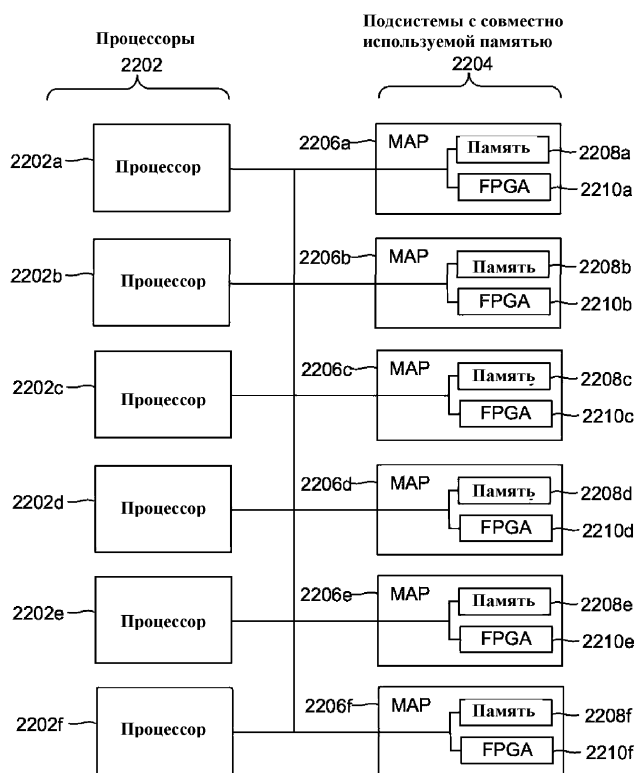 Процессоры
2202
Подсистемы с совместно
используемой памятью
2204
2202a
Процессор
2206a
MAP
Память
2208a
FPGA
2210a
2202b
Процессор
2206b
MAP
Память
2208b
FPGA
2210b
2202c
Процессор
2206c
MAP
Память
2208c
FPGA
2210c
2202d
Процессор
2206d
MAP
Память
2208d
FPGA
2210d
2202e
Процессор
2206e
MAP
Память
2208e
FPGA
2210e
2202f
Процессор
2206f
MAP
Память
2208f
FPGA
2210f